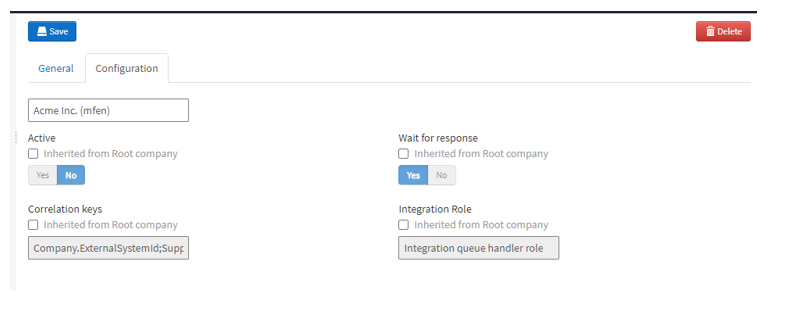 Save
Delete
General
Configuration
Acme Inc. (mfen)
Active
Wait for response
Inherited from Root company
Inherited from Root company
Yes
No
Yes
No
Correlation keys
Integration Role
Inherited from Root company
Inherited from Root company
Company.ExternalSystemId;Supp
Integration queue handler role